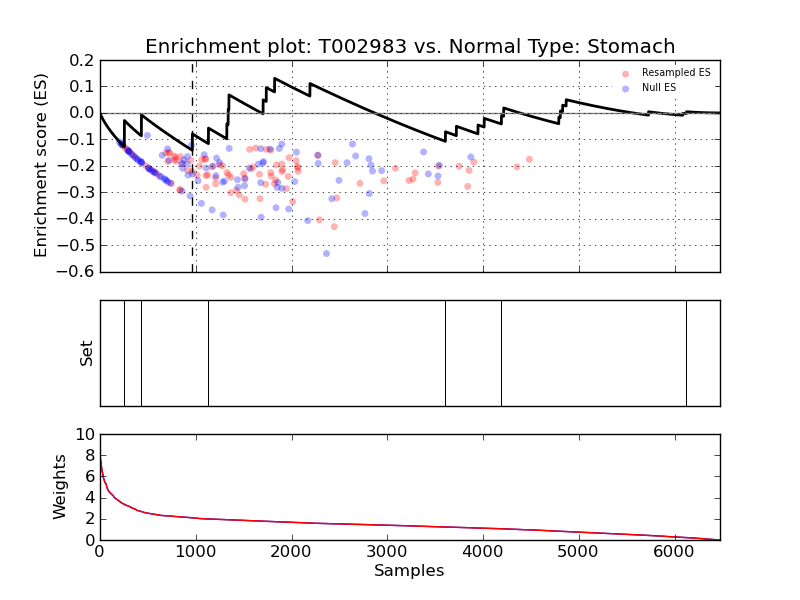 Enrichment plot: T002983 vs. Normal Type: Stomach
Enrichment score (ES)
0.2
0.1
0.0
−0.1
−0.2
−0.3
−0.4
−0.5
−0.6
Resampled ES
Null ES
Set
Weights
10
8
6
4
2
0
0 1000 2000 3000 4000 5000 6000
Samples